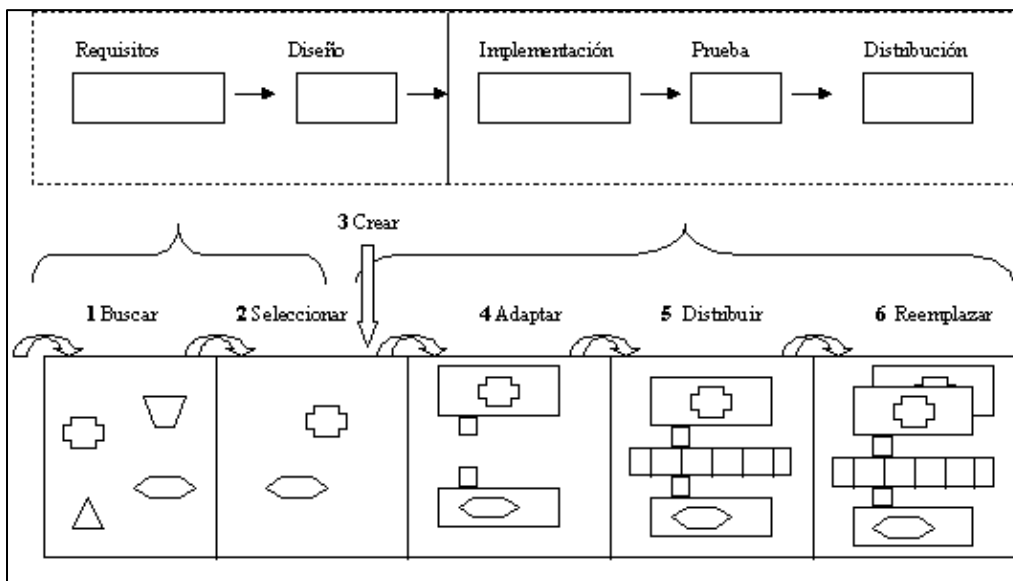 Requisitos
Diseño
Implementación
Prueba
Distribución
3 Crear
1 Buscar
2 Seleccionar
4 Adaptar
5 Distribuir
6 Reemplazar